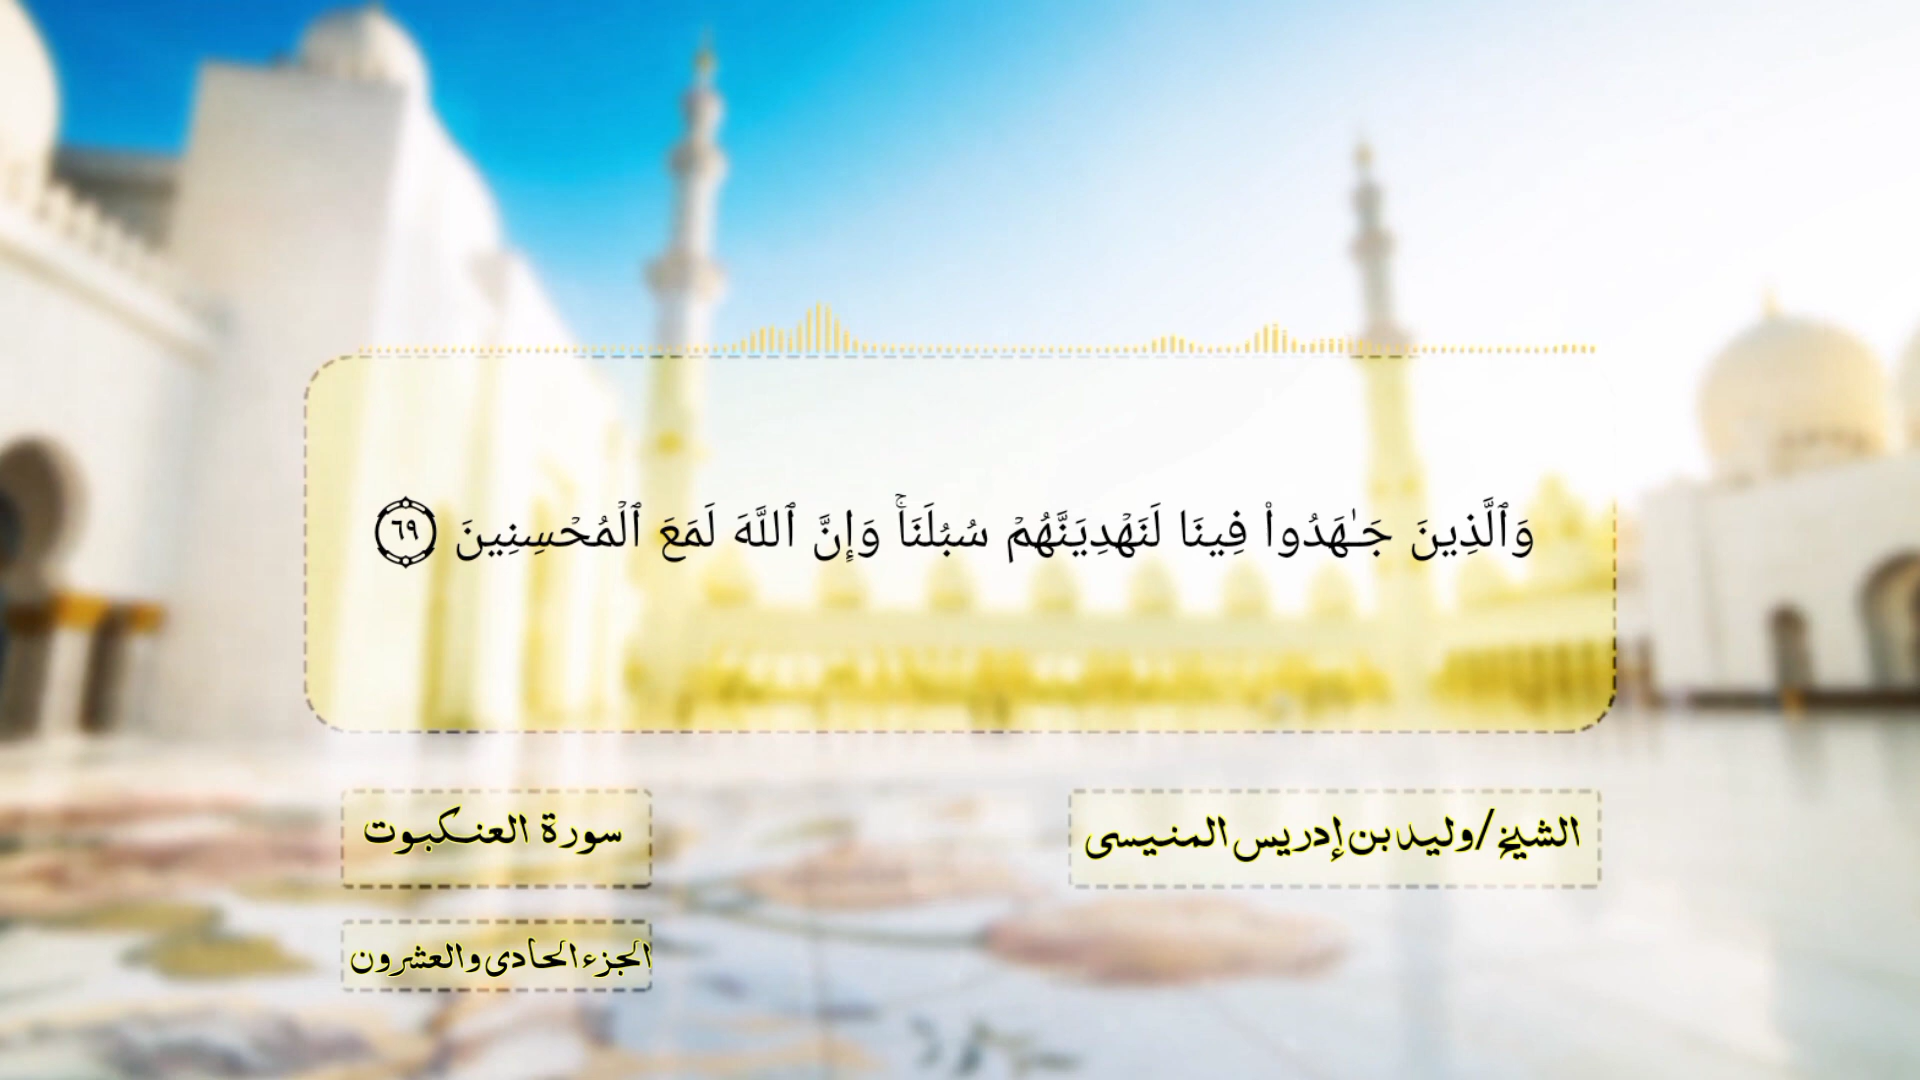 وَٱلَّذِينَ جَـٰهَدُوا۟ فِينَا لَنَهْدِيَنَّهُمْ سُبُلَنَا ۚ وَإِنَّ ٱللَّهَ لَمَعَ ٱلْمُحْسِنِينَ ٦٩
الشيخ/وليد بن إدريس المنيسى
سورة العنكبوت
الجزء الحادى والعشرون